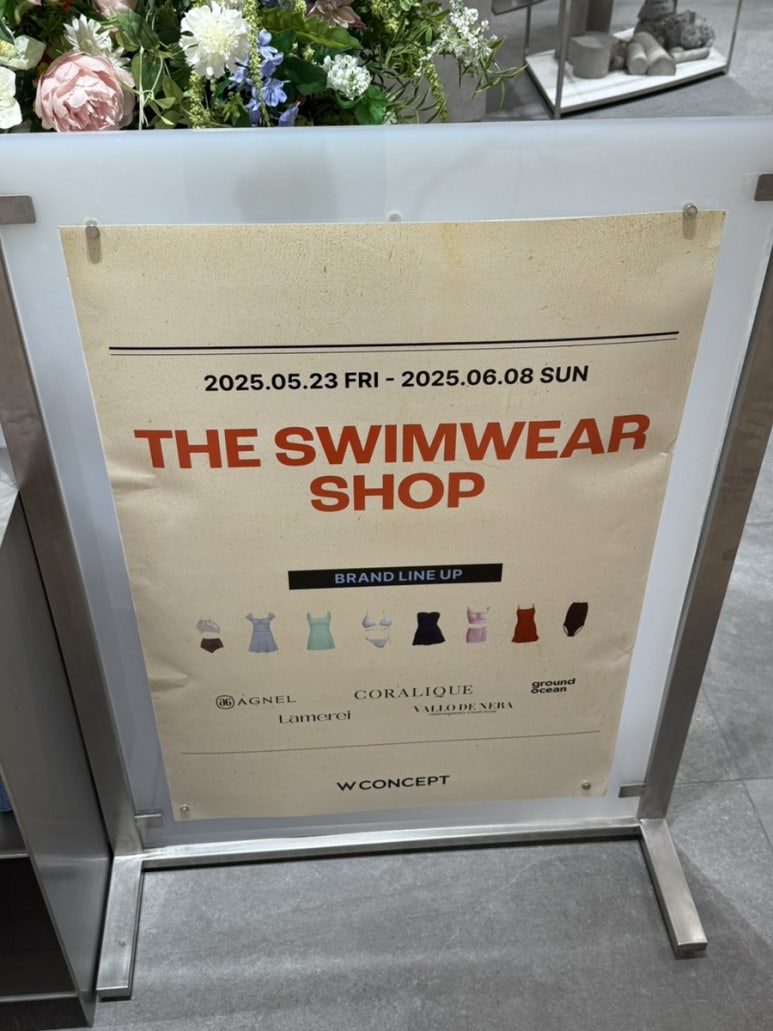 2025.05.23 FRI - 2025.06.08 SUN
THE SWIMWEAR
SHOP
BRAND LINE UP
AGNEL
CORALIQUE
ground
ocean
Lamerei
VALLO DE NERA
W CONCEPT